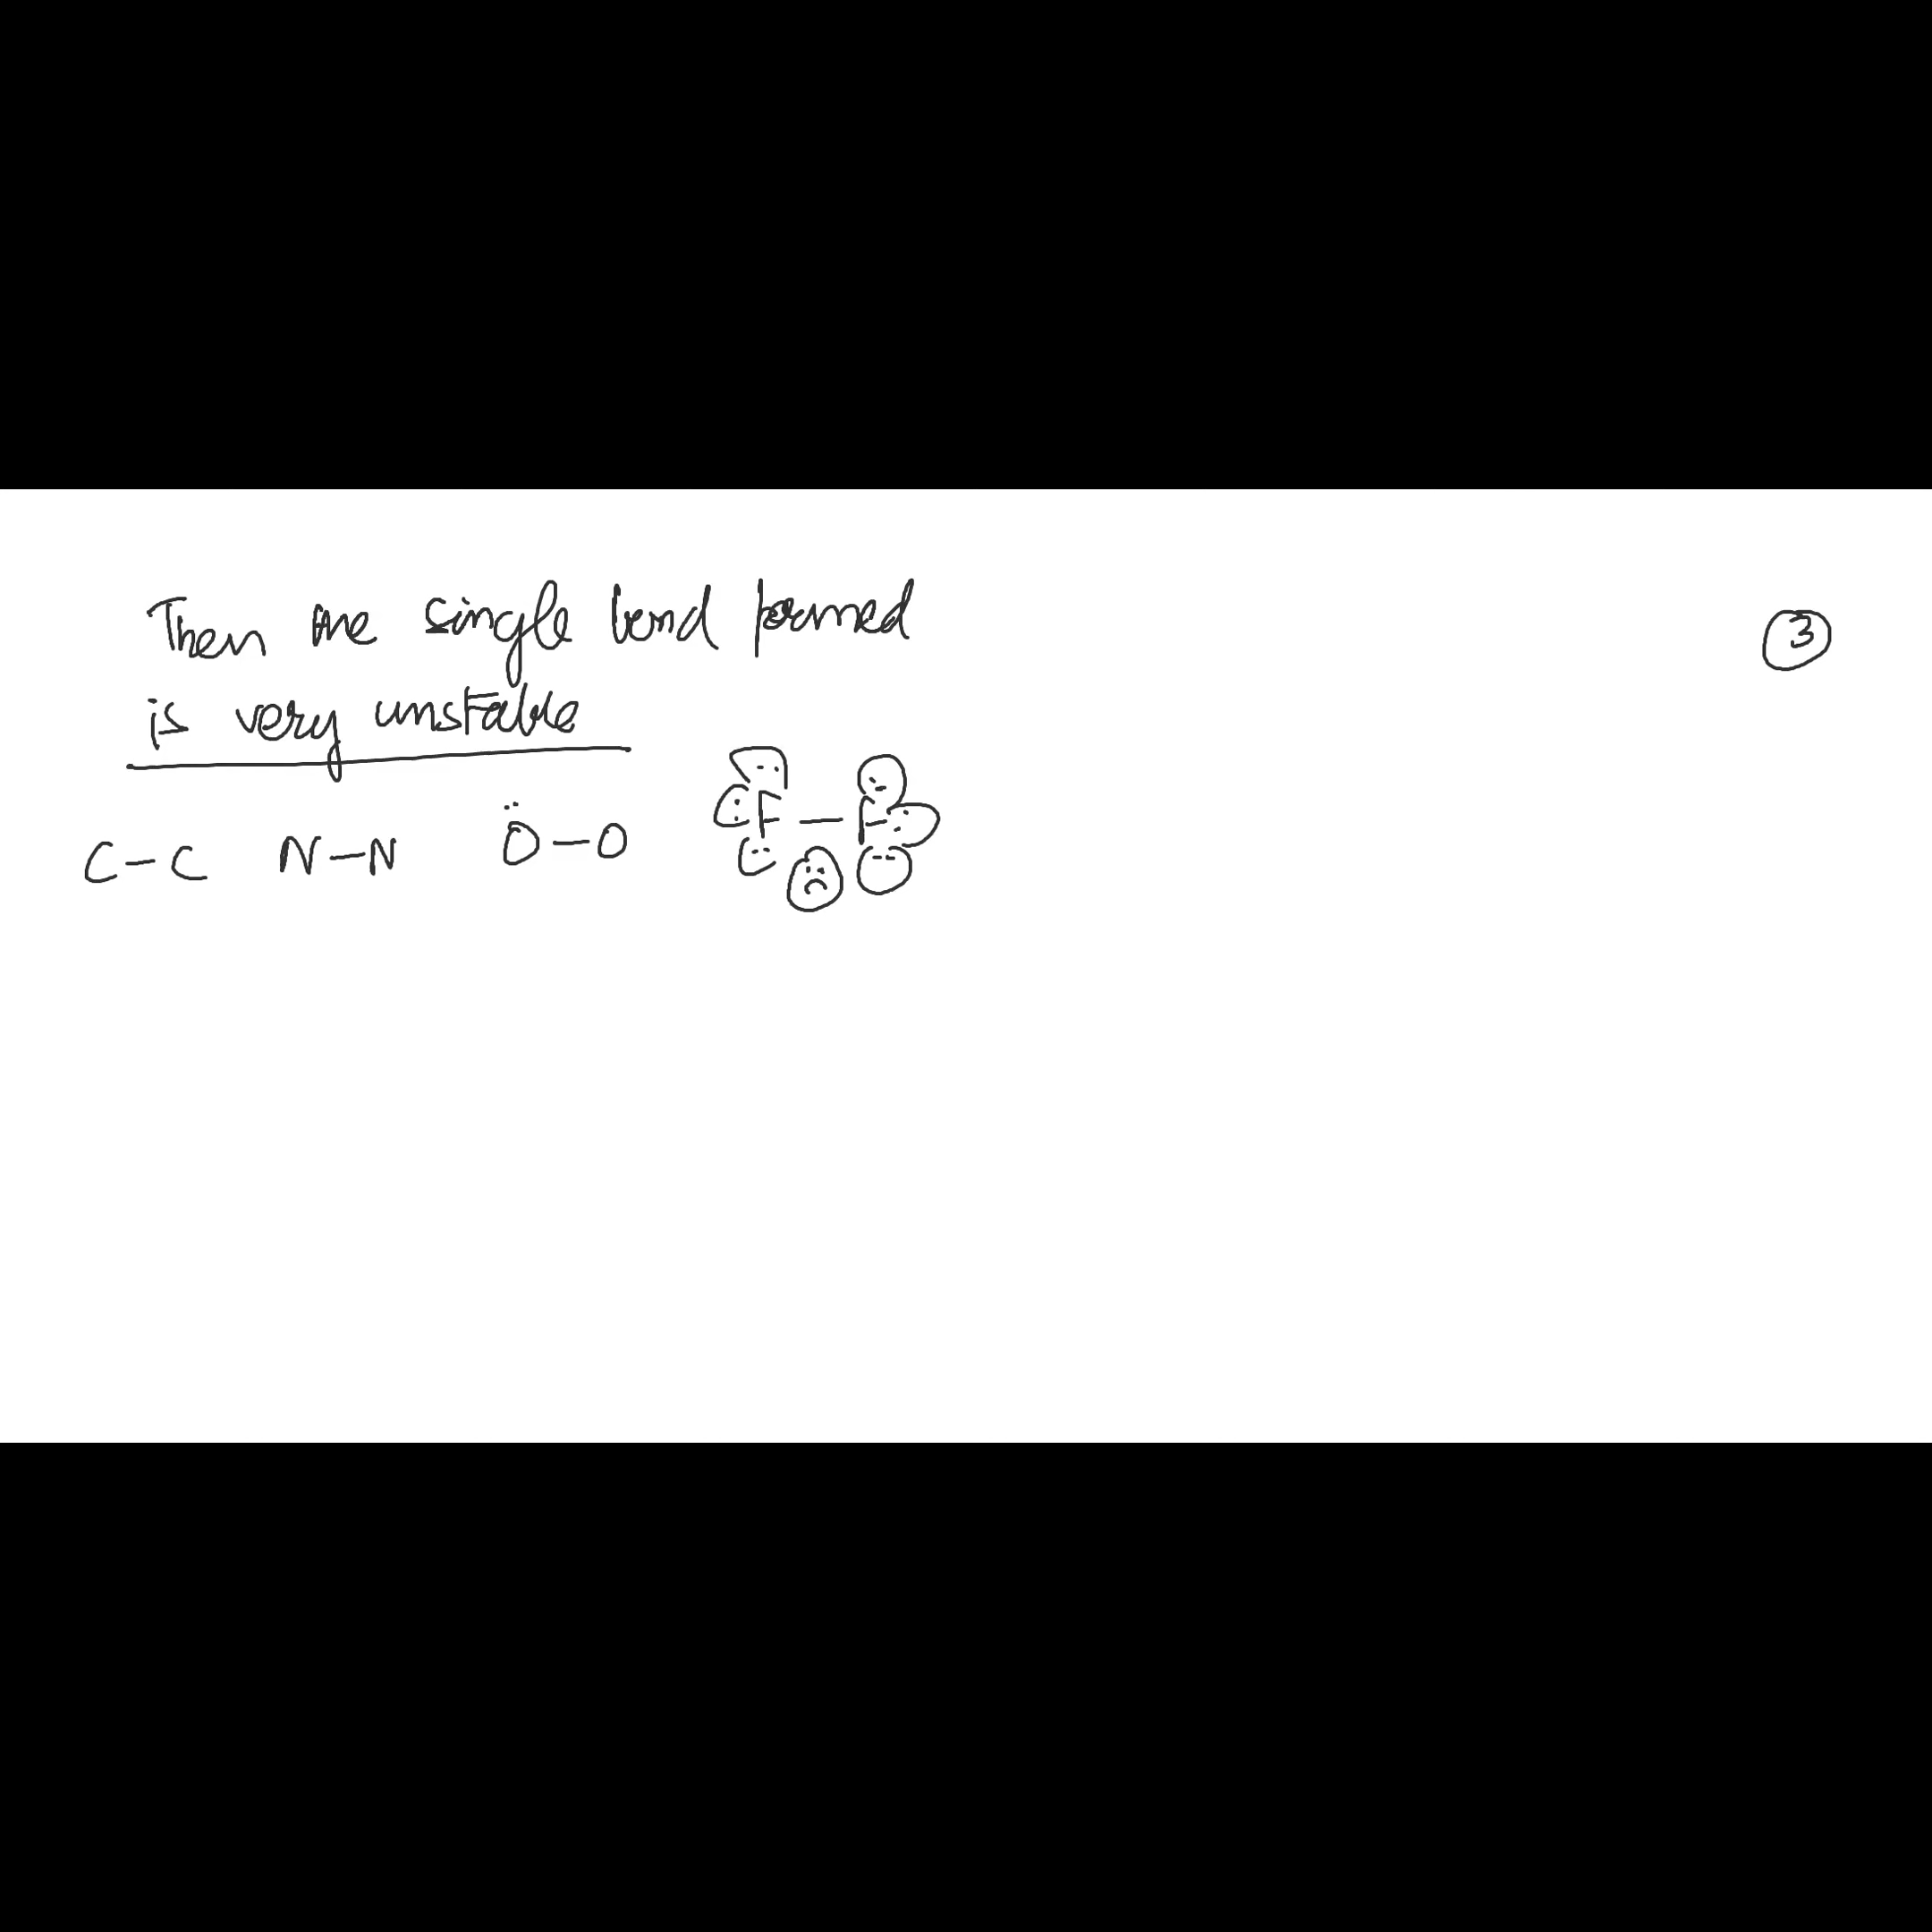 Then the single bond formed
③
is very unstable
C-C N-N Ö-O F-F